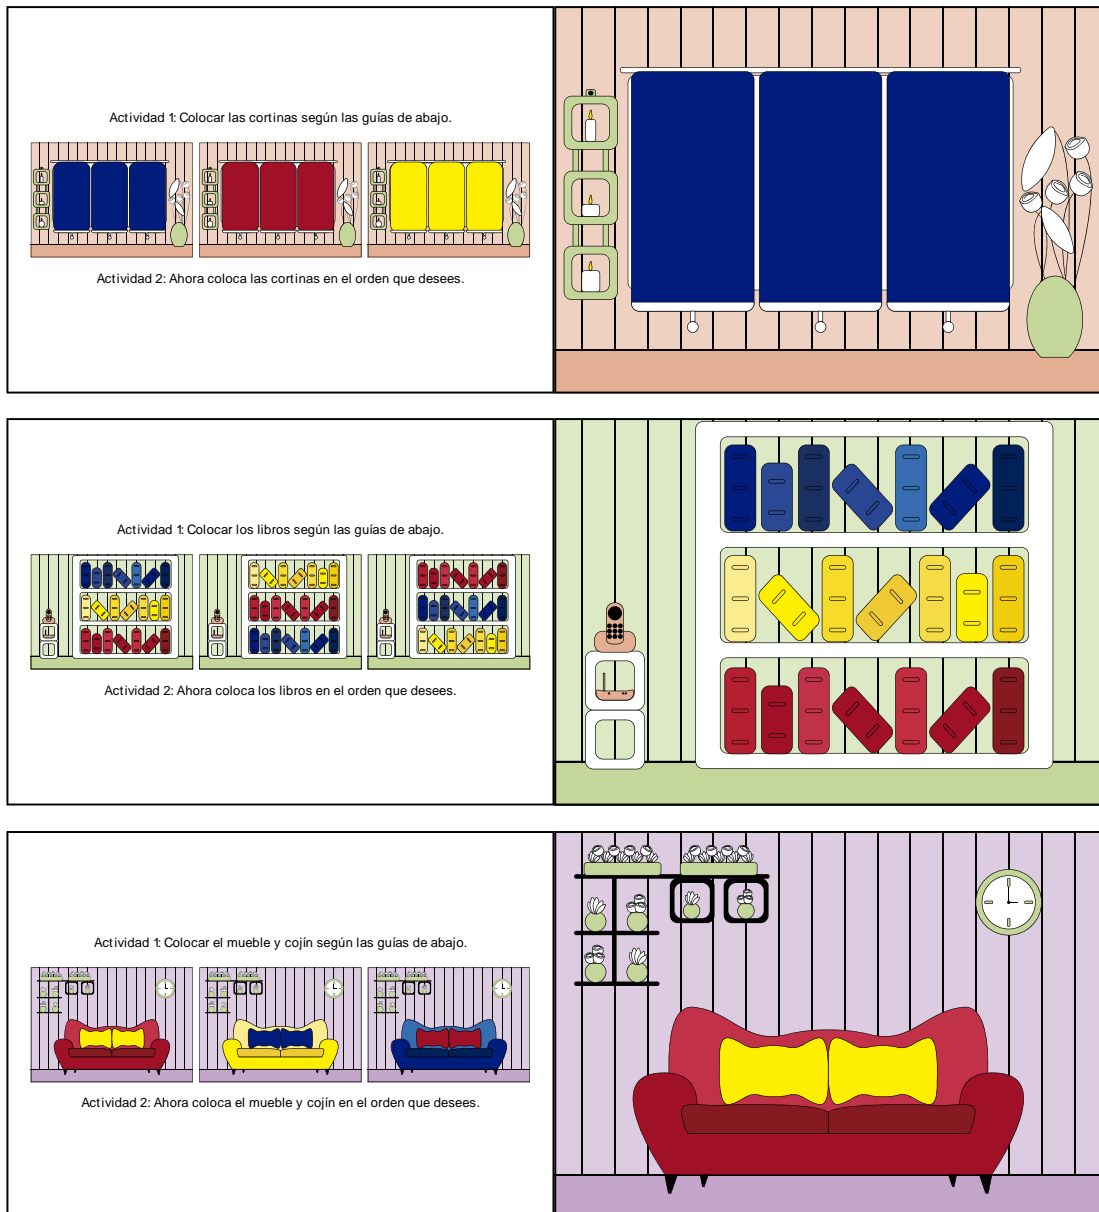 Actividad 1: Colocar las cortinas según las guías de abajo.
Actividad 2: Ahora coloca las cortinas en el orden que desees.
Actividad 1: Colocar los libros según las guías de abajo.
Actividad 2: Ahora coloca los libros en el orden que desees.
Actividad 1: Colocar el mueble y cojín según las guías de abajo.
Actividad 2: Ahora coloca el mueble y cojín en el orden que desees.